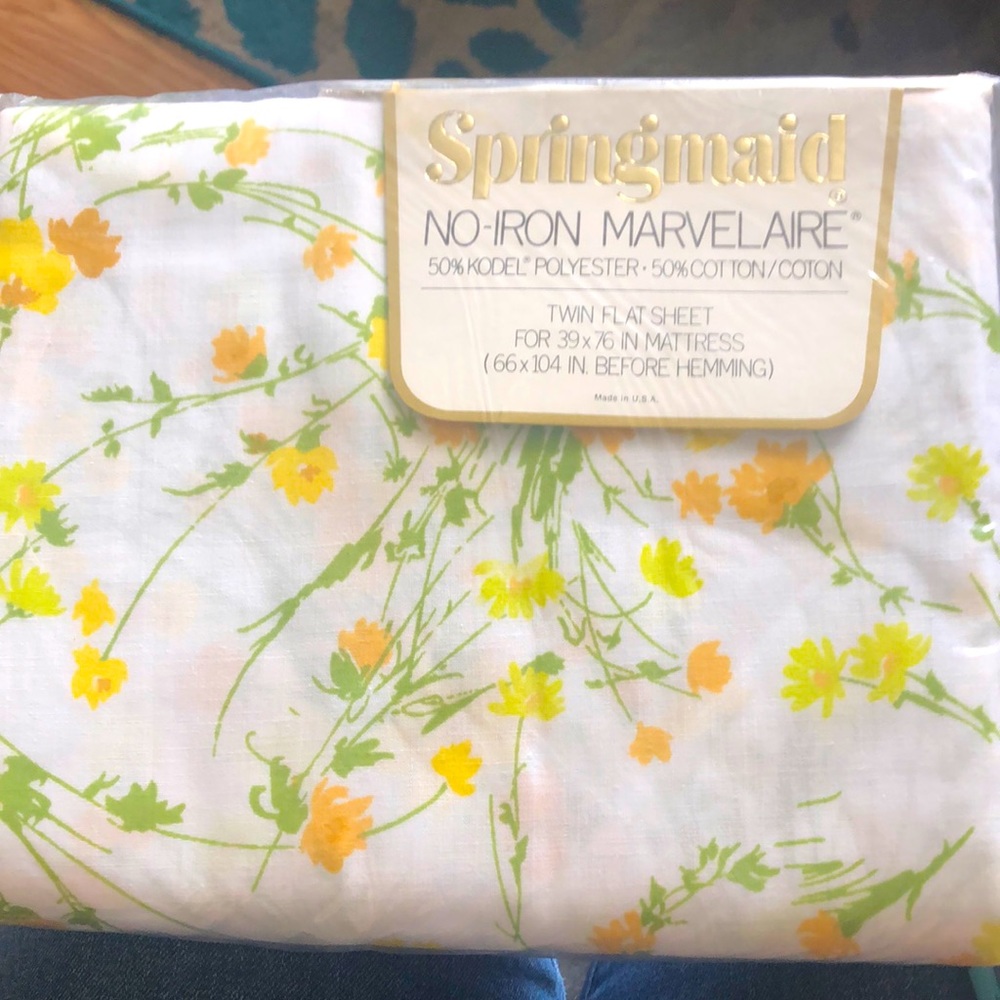 Springmaid®
NO-IRON MARVELAIRE®
50% KODEL® POLYESTER · 50% COTTON/COTON
TWIN FLAT SHEET
FOR 39x76 IN MATTRESS
(66x104 IN. BEFORE HEMMING)
Made in U.S.A.